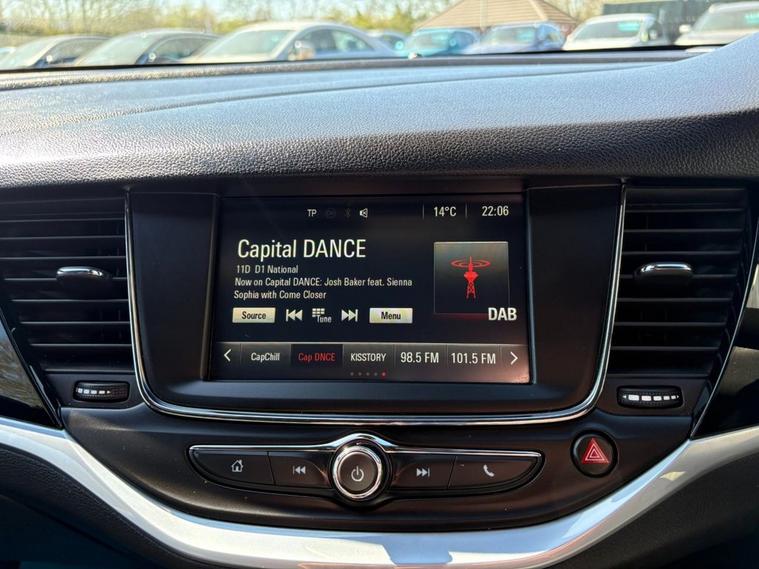 TP 14°C 22:06
Capital DANCE
11D D1 National
Now on Capital DANCE: Josh Baker feat. Sienna
Sophia with Come Closer
Source Tune Menu
DAB
CapChill Cap DNCE KISSTORY 98.5 FM 101.5 FM